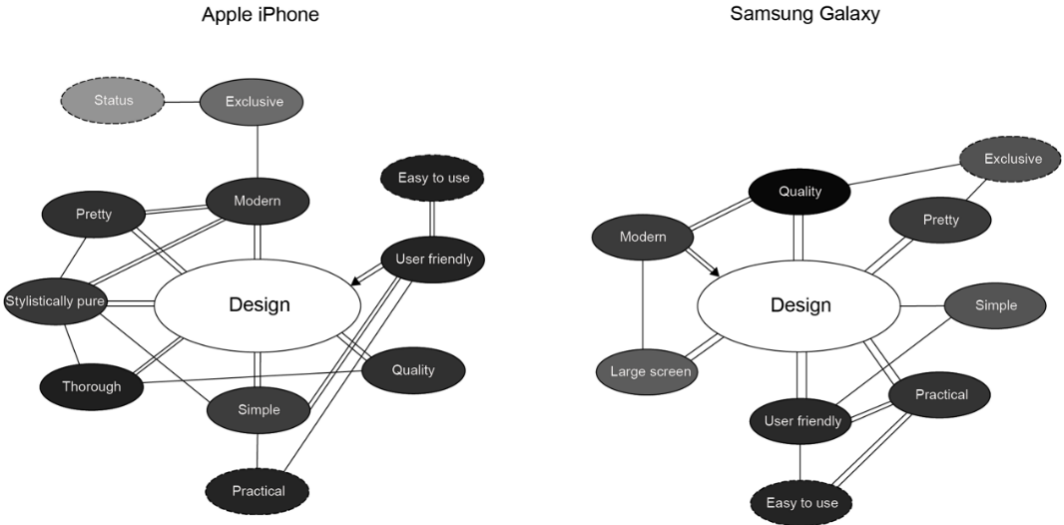 Apple iPhone
Status
Exclusive
Easy to use
Modern
Pretty
User friendly
Stylistically pure
Design
Quality
Thorough
Simple
Practical
Samsung Galaxy
Exclusive
Quality
Pretty
Modern
Design
Simple
Large screen
Practical
User friendly
Easy to use